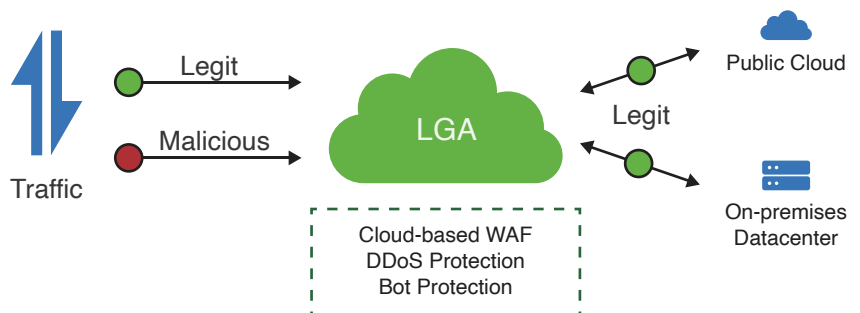 Legit
Malicious
Traffic
LGA
Cloud-based WAF
DDoS Protection
Bot Protection
Legit
Public Cloud
On-premises
Datacenter